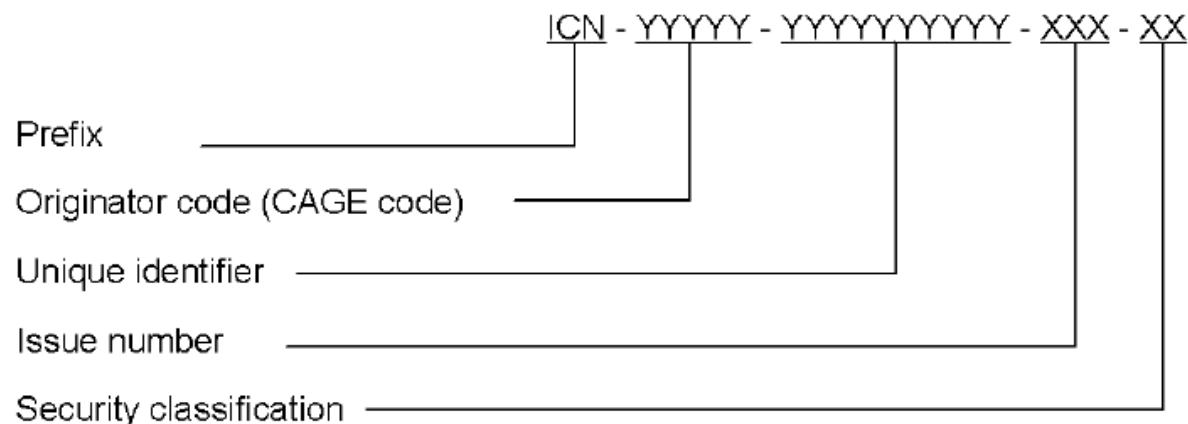 ICN - YYYYY - YYYYYYYYYY - XXX - XX
Prefix
Originator code (CAGE code)
Unique identifier
Issue number
Security classification